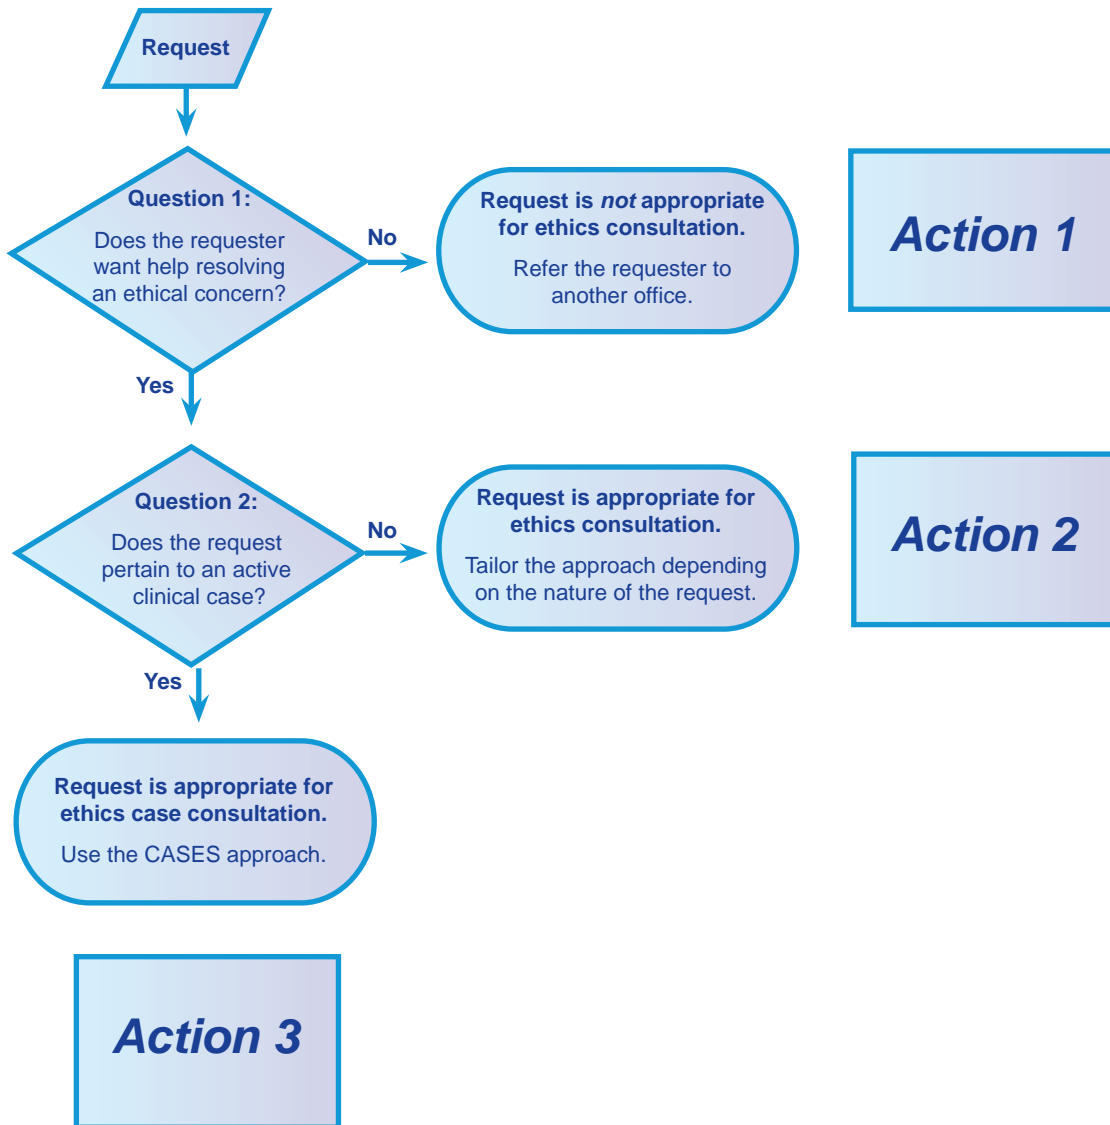 Request
Question 1:
Does the requester
want help resolving
an ethical concern?
No
Request is not appropriate
for ethics consultation.
Refer the requester to
another office.
Action 1
Yes
Question 2:
Does the request
pertain to an active
clinical case?
No
Request is appropriate for
ethics consultation.
Tailor the approach depending
on the nature of the request.
Action 2
Yes
Request is appropriate for
ethics case consultation.
Use the CASES approach.
Action 3